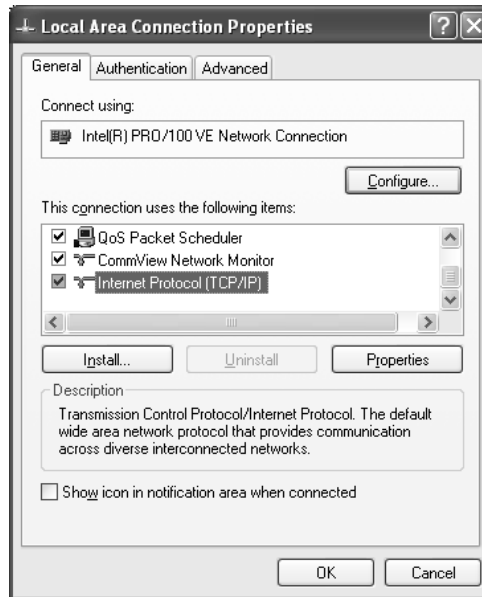 Local Area Connection Properties
General Authentication Advanced
Connect using:
Intel(R) PRO/100 VE Network Connection
Configure...
This connection uses the following items:
QoS Packet Scheduler
CommView Network Monitor
Internet Protocol (TCP/IP)
Install... Uninstall Properties
Description
Transmission Control Protocol/Internet Protocol. The default
wide area network protocol that provides communication
across diverse interconnected networks.
Show icon in notification area when connected
OK Cancel